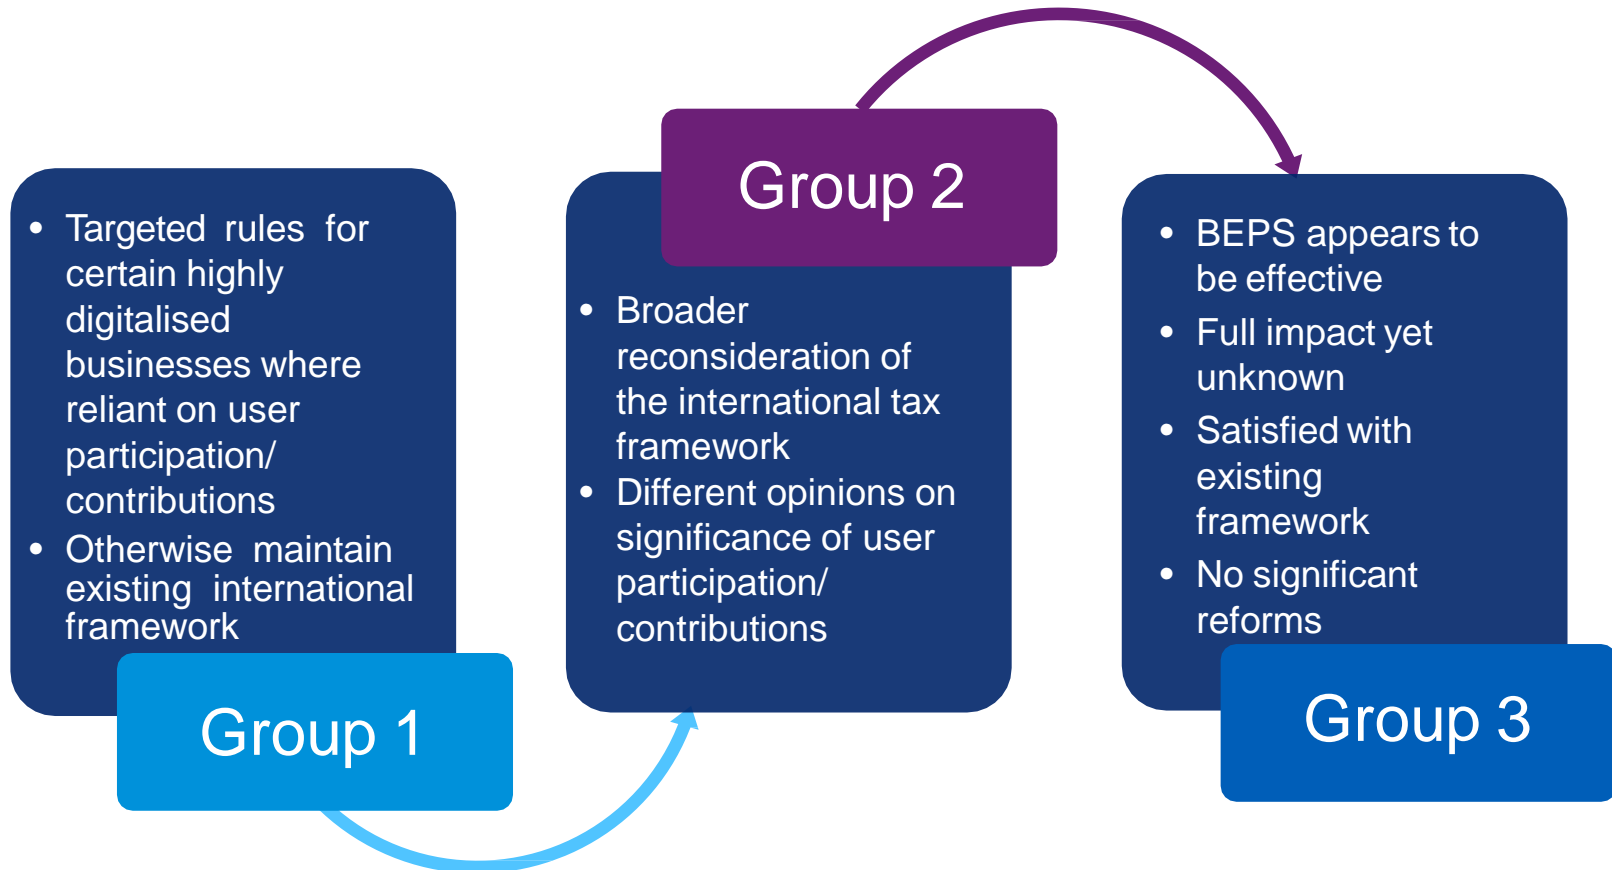 • Targeted rules for
certain highly
digitalised
businesses where
reliant on user
participation/
contributions
• Otherwise maintain
existing international
framework
Group 1
Group 2
• Broader
reconsideration of
the international tax
framework
• Different opinions on
significance of user
participation/
contributions
• BEPS appears to
be effective
• Full impact yet
unknown
• Satisfied with
existing
framework
• No significant
reforms
Group 3